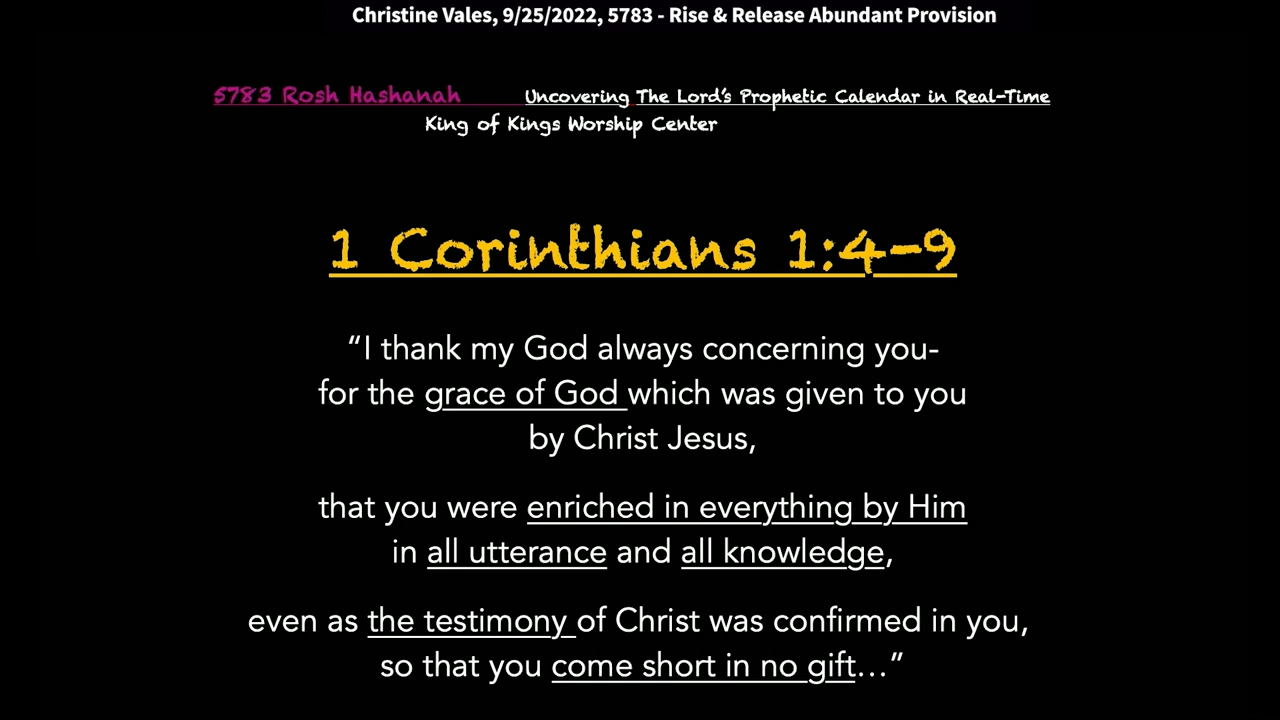 Christine Vales, 9/25/2022, 5783 - Rise & Release Abundant Provision
5783 Rosh Hashanah Uncovering The Lord's Prophetic Calendar in Real-Time
King of Kings Worship Center
1 Corinthians 1:4-9
“I thank my God always concerning you-
for the grace of God which was given to you
by Christ Jesus,
that you were enriched in everything by Him
in all utterance and all knowledge,
even as the testimony of Christ was confirmed in you,
so that you come short in no gift…”